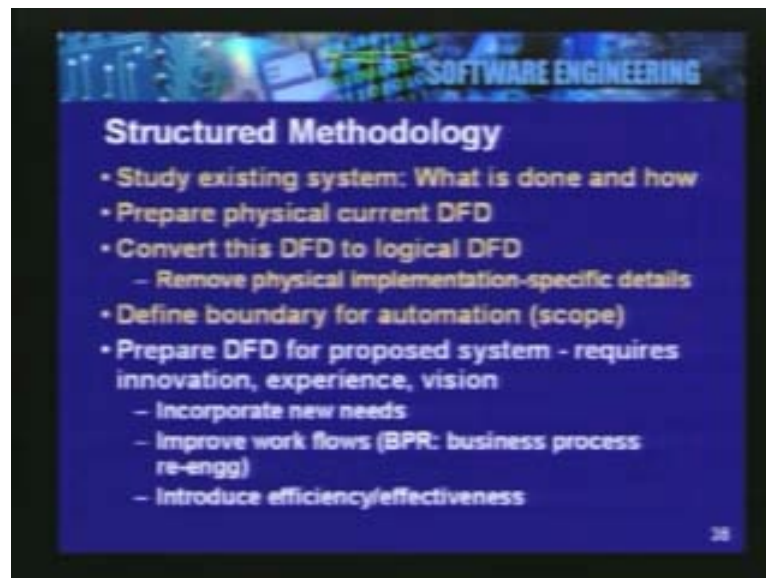 SOFTWARE ENGINEERING
Structured Methodology
• Study existing system: What is done and how
• Prepare physical current DFD
• Convert this DFD to logical DFD
– Remove physical implementation-specific details
• Define boundary for automation (scope)
• Prepare DFD for proposed system - requires
innovation, experience, vision
– Incorporate new needs
– Improve work flows (BPR: business process
re-engg)
– Introduce efficiency/effectiveness
38